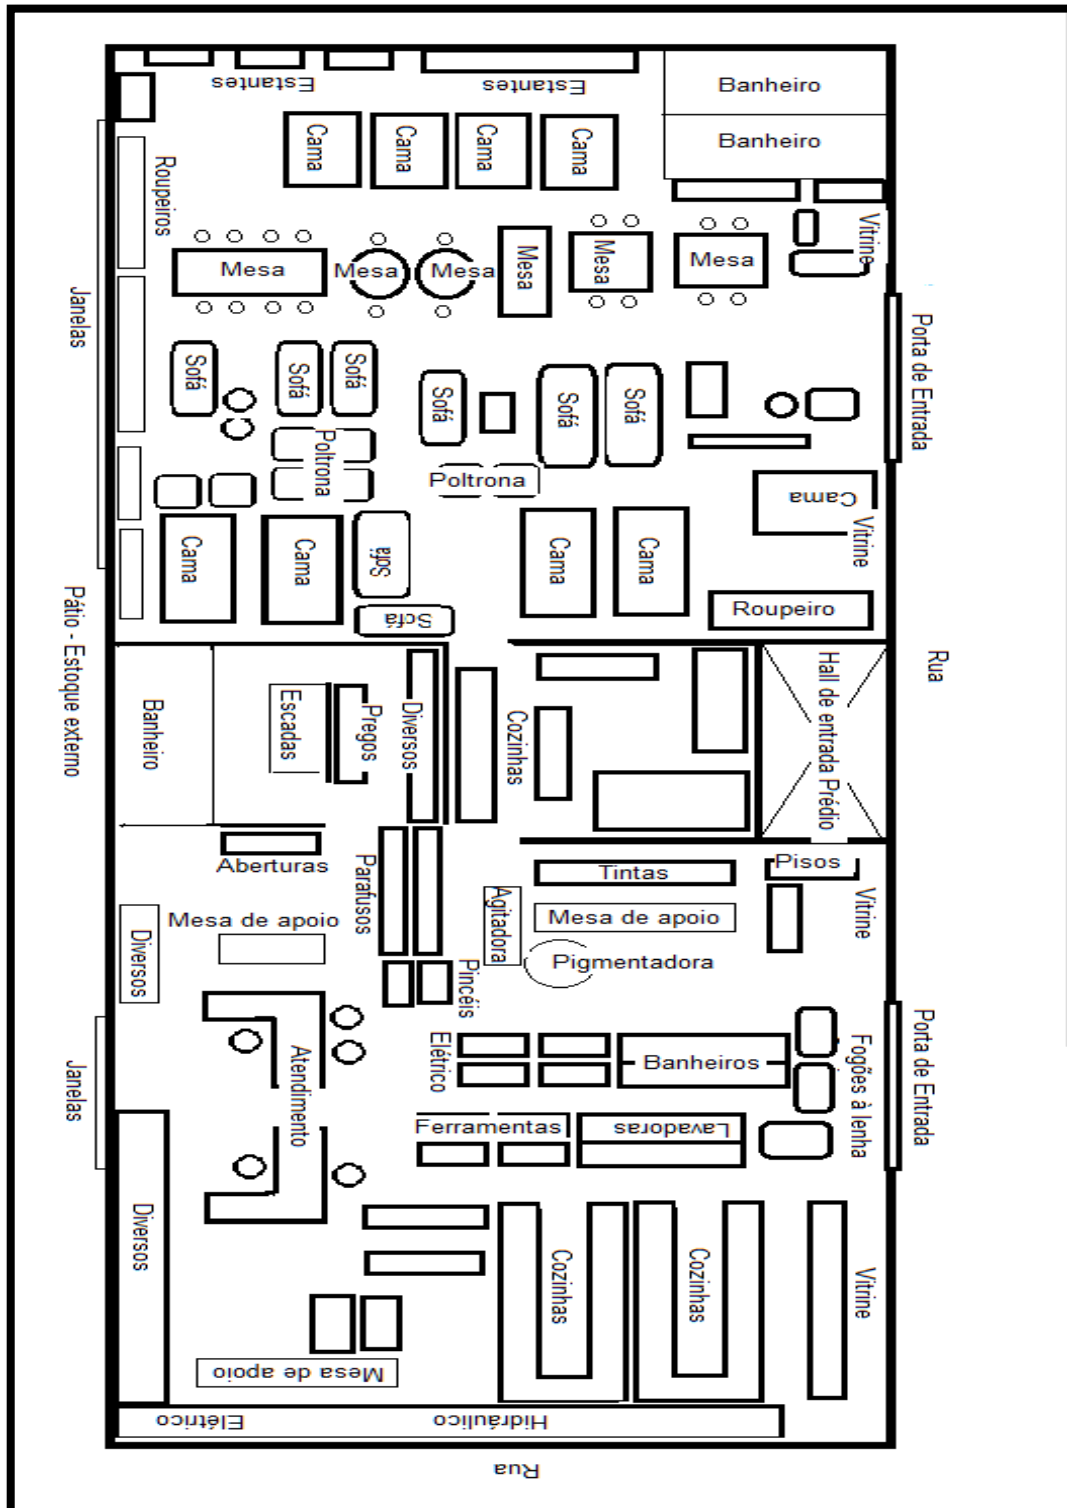 Estantes
Estantes
Banheiro
Banheiro
Cama
Cama
Cama
Cama
Roupeiros
Vitrine
Mesa
Mesa
Mesa
Mesa
Mesa
Mesa
Janelas
Porta de Entrada
Sofá
Sofá
Sofá
Sofá
Sofá
Sofá
Poltrona
Poltrona
Cama
Vitrine
Cama
Cama
Sofá
Cama
Cama
Sofá
Roupeiro
Pátio - Estoque externo
Rua
Banheiro
Escadas
Pregos
Diversos
Cozinhas
Hall de entrada Prédio
Aberturas
Parafusos
Tintas
Pisos
Vitrine
Mesa de apoio
Diversos
Agitadora
Mesa de apoio
Pigmentadora
Pincéis
Janelas
Atendimento
Elétrico
Banheiros
Fogões à lenha
Porta de Entrada
Ferramentas
Lavadoras
Diversos
Cozinhas
Cozinhas
Vitrine
Mesa de apoio
Elétrico
Hidráulico
Rua